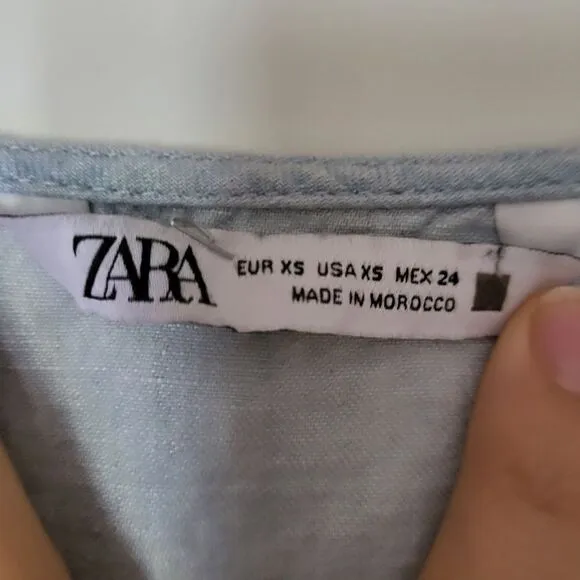 ZARA
EUR XS USA XS MEX 24
MADE IN MOROCCO